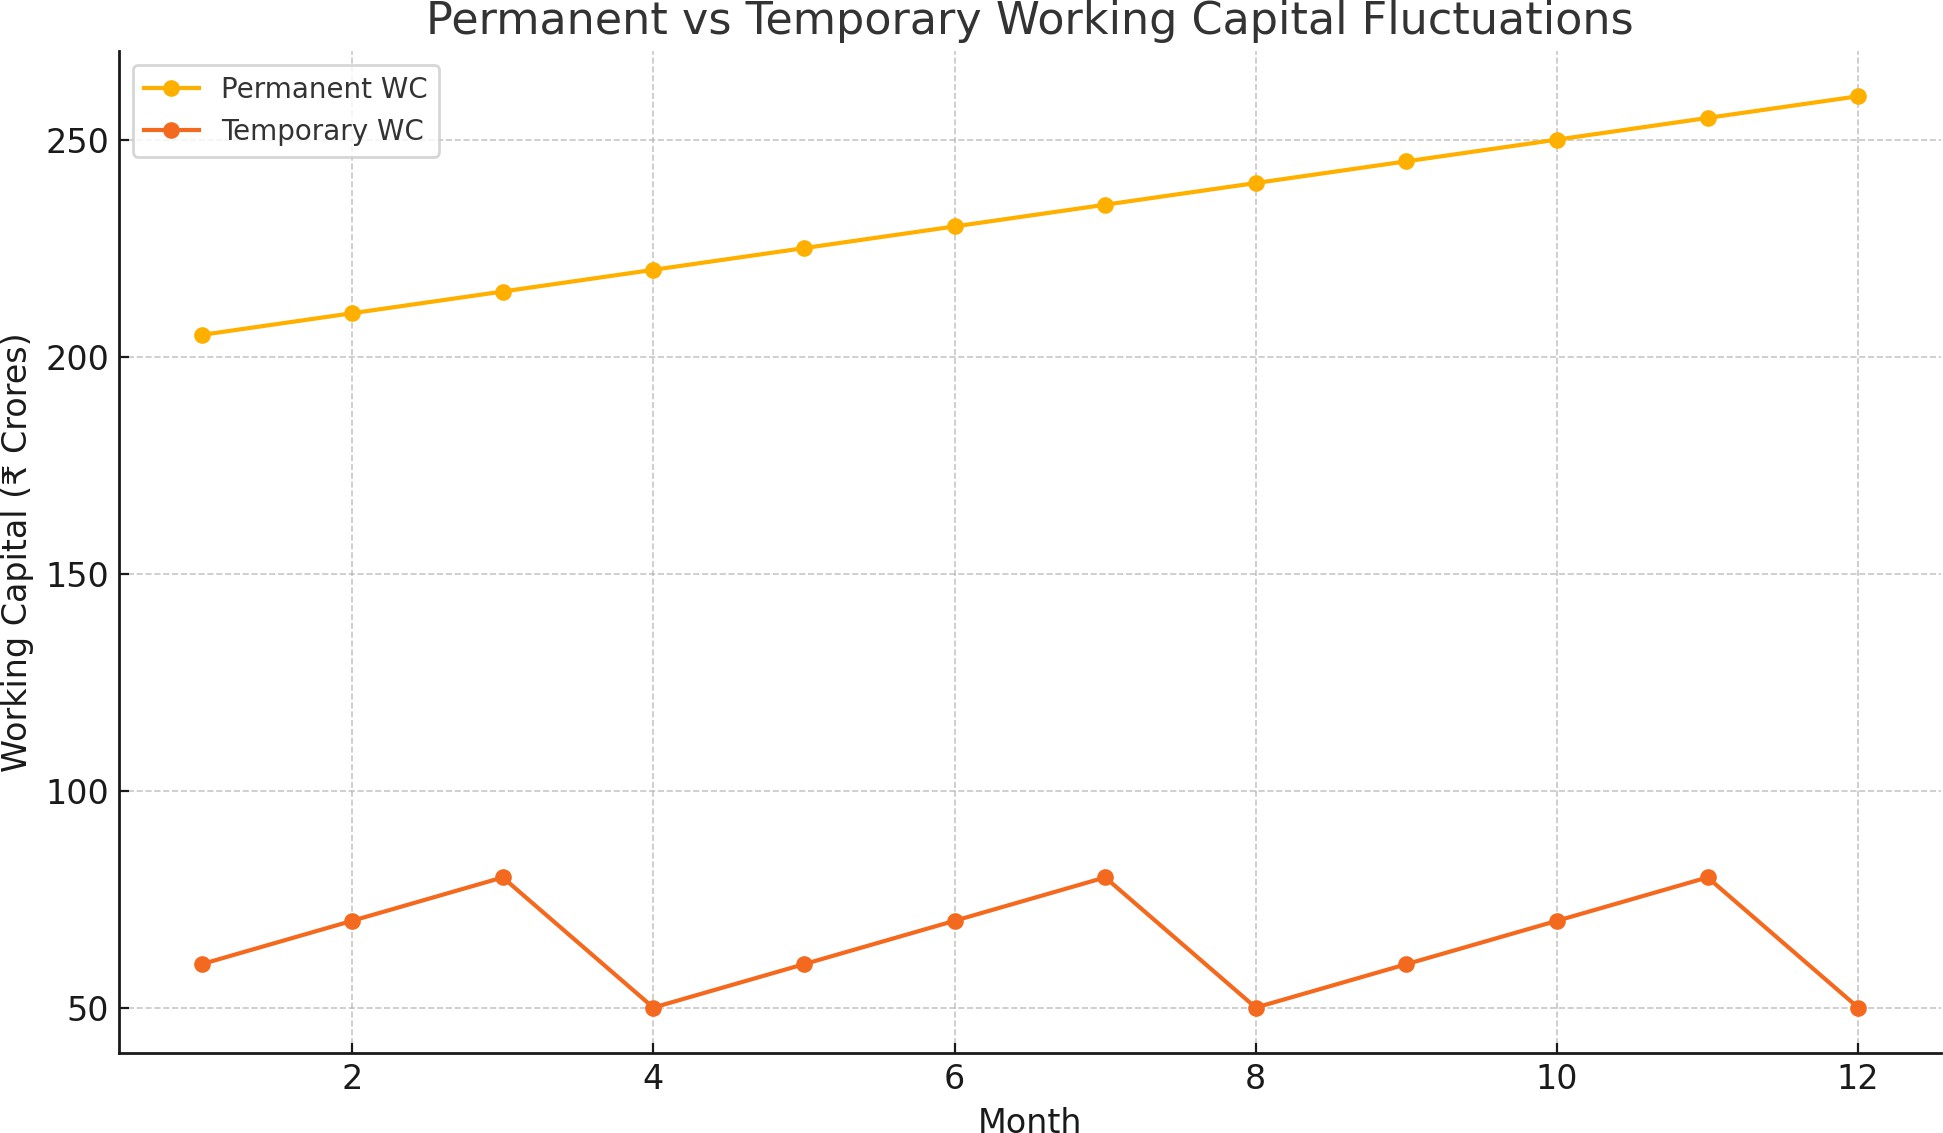 Permanent vs Temporary Working Capital Fluctuations
Permanent WC
Temporary WC
Working Capital (₹ Crores)
250
200
150
100
50
2 4 6 8 10 12
Month